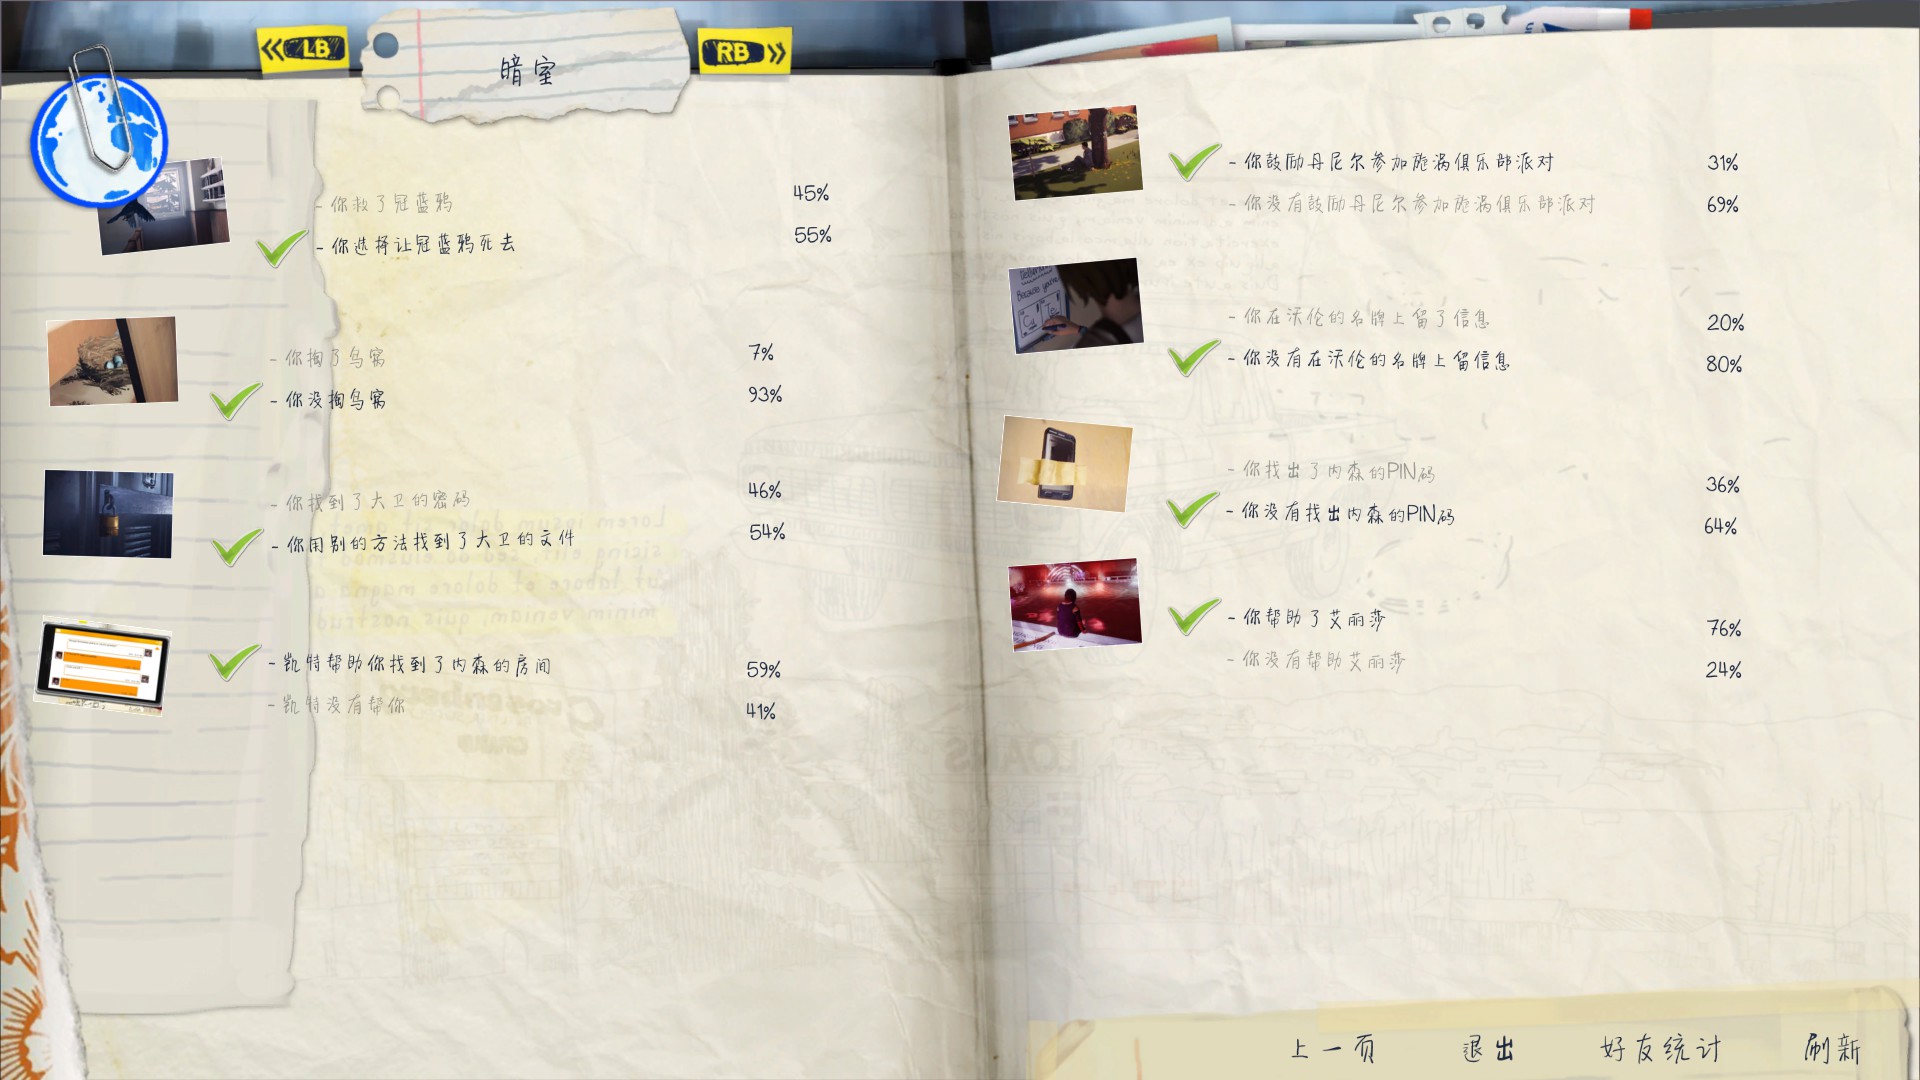 LB
暗室
RB
- 你救了冠蓝鸦 45%
- 你选择让冠蓝鸦死去 55%
- 你掏了鸟窝 7%
- 你没掏鸟窝 93%
- 你找到了大卫的密码 46%
- 你用别的方法找到了大卫的文件 54%
- 凯特帮助你找到了内森的房间 59%
- 凯特没有帮你 41%
- 你鼓励丹尼尔参加旋涡俱乐部派对 31%
- 你没有鼓励丹尼尔参加旋涡俱乐部派对 69%
- 你在沃伦的名牌上留了信息 20%
- 你没有在沃伦的名牌上留信息 80%
- 你找出了内森的PIN码 36%
- 你没有找出内森的PIN码 64%
- 你帮助了艾丽莎 76%
- 你没有帮助艾丽莎 24%
上一页 退出 好友统计 刷新